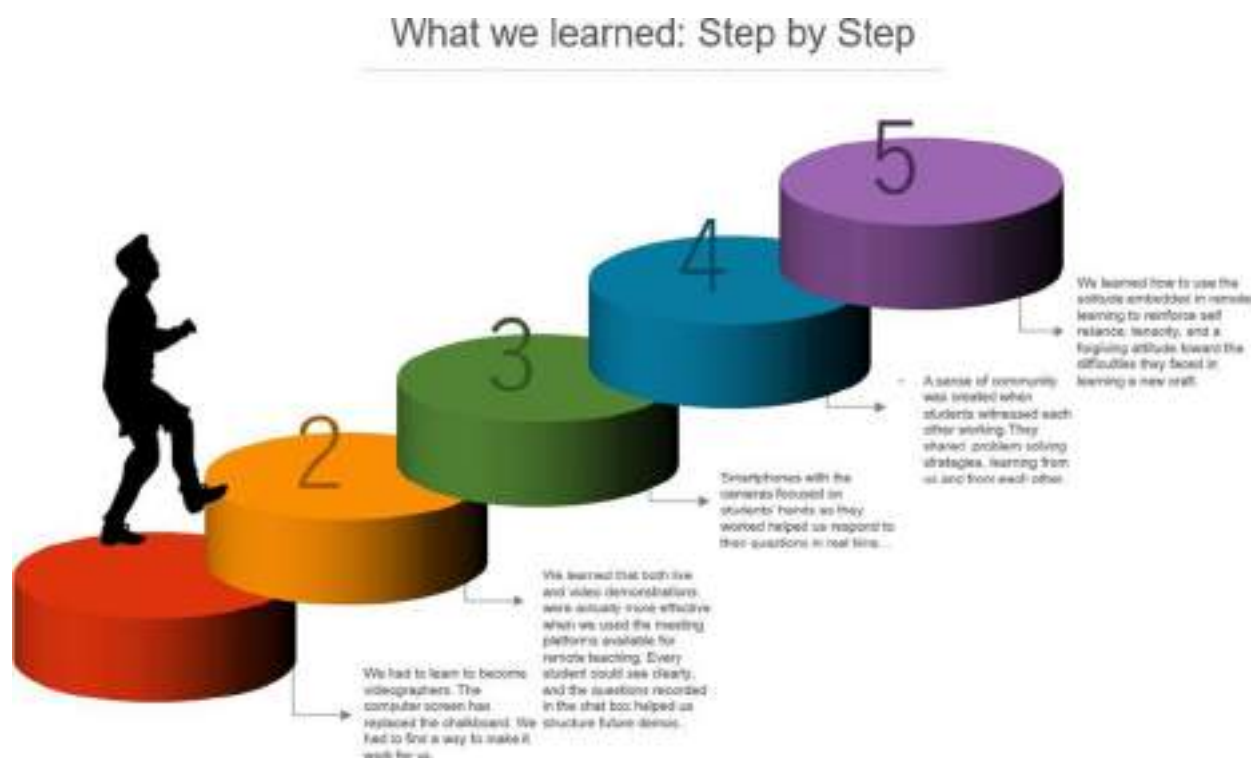 What we learned: Step by Step
5
4
3
2
We learned how to use the
solitude embedded in remote
learning to reinforce self
reliance, tenacity, and a
forgiving attitude toward the
difficulties they faced in
learning a new craft.
- A sense of community
was created when
students witnessed each
other working. They
shared problem solving
strategies, learning from
us and from each other.
Smartphones with the
cameras focused on
students' hands as they
worked helped us respond to
their questions in real time...
We learned that both live
and video demonstrations
were actually more effective
when we used the meeting
platforms available for
remote teaching. Every
student could see clearly,
and the questions recorded
in the chat box helped us
structure future demos.
We had to learn to become
videographers. The
computer screen has
replaced the chalkboard. We
had to find a way to make it
work for us.